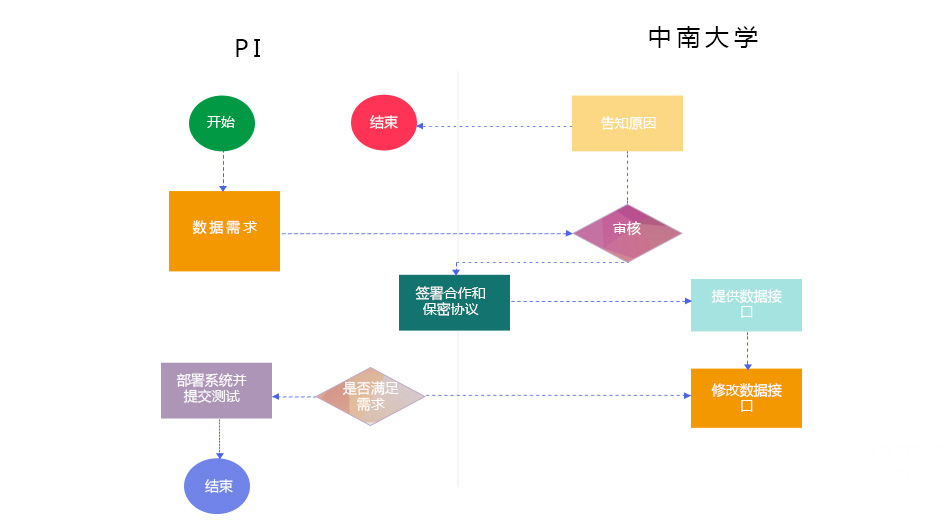 PI
中南大学
开始
结束
告知原因
数据需求
审核
签署合作和
保密协议
提供数据接
口
部署系统并
提交测试
是否满足
需求
修改数据接
口
结束